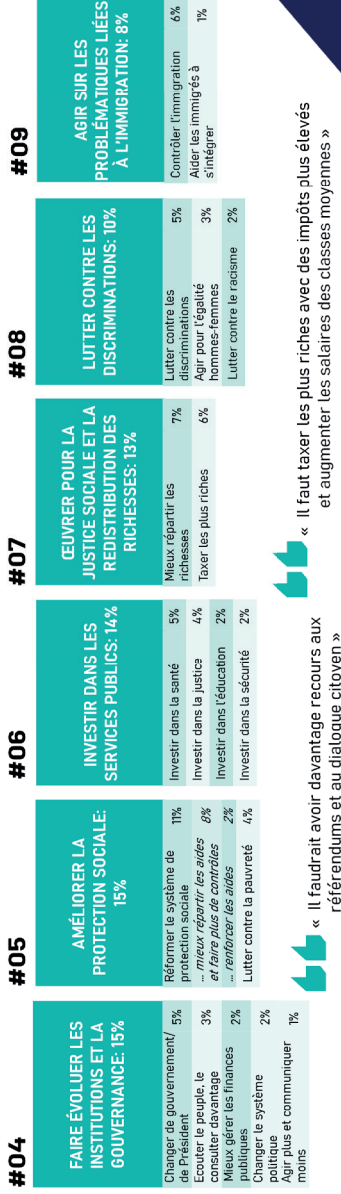 #04
FAIRE ÉVOLUER LES
INSTITUTIONS ET LA
GOUVERNANCE: 15%
Changer de gouvernement/
de Président 5%
Ecouter le peuple, le
consulter davantage 3%
Mieux gérer les finances
publiques 2%
Changer le système
politique 2%
Agir plus et communiquer
moins 1%
#05
AMÉLIORER LA
PROTECTION SOCIALE:
15%
Réformer le système de
protection sociale 11%
... mieux répartir les aides
et faire plus de contrôles 8%
... renforcer les aides 2%
Lutter contre la pauvreté 4%
#06
INVESTIR DANS LES
SERVICES PUBLICS: 14%
Investir dans la santé 5%
Investir dans la justice 4%
Investir dans l'éducation 2%
Investir dans la sécurité 2%
#07
ŒUVRER POUR LA
JUSTICE SOCIALE ET LA
REDISTRIBUTION DES
RICHESSES: 13%
Mieux répartir les
richesses 7%
Taxer les plus riches 6%
#08
LUTTER CONTRE LES
DISCRIMINATIONS: 10%
Lutter contre les
discriminations 5%
Agir pour l'égalité
hommes-femmes 3%
Lutter contre le racisme 2%
#09
AGIR SUR LES
PROBLÉMATIQUES LIÉES
À L'IMMIGRATION: 8%
Contrôler l'immgration 6%
Aider les immigrés à
s'intégrer 1%
« Il faudrait avoir davantage recours aux
référendums et au dialogue citoyen »
« Il faut taxer les plus riches avec des impôts plus élevés
et augmenter les salaires des classes moyennes »